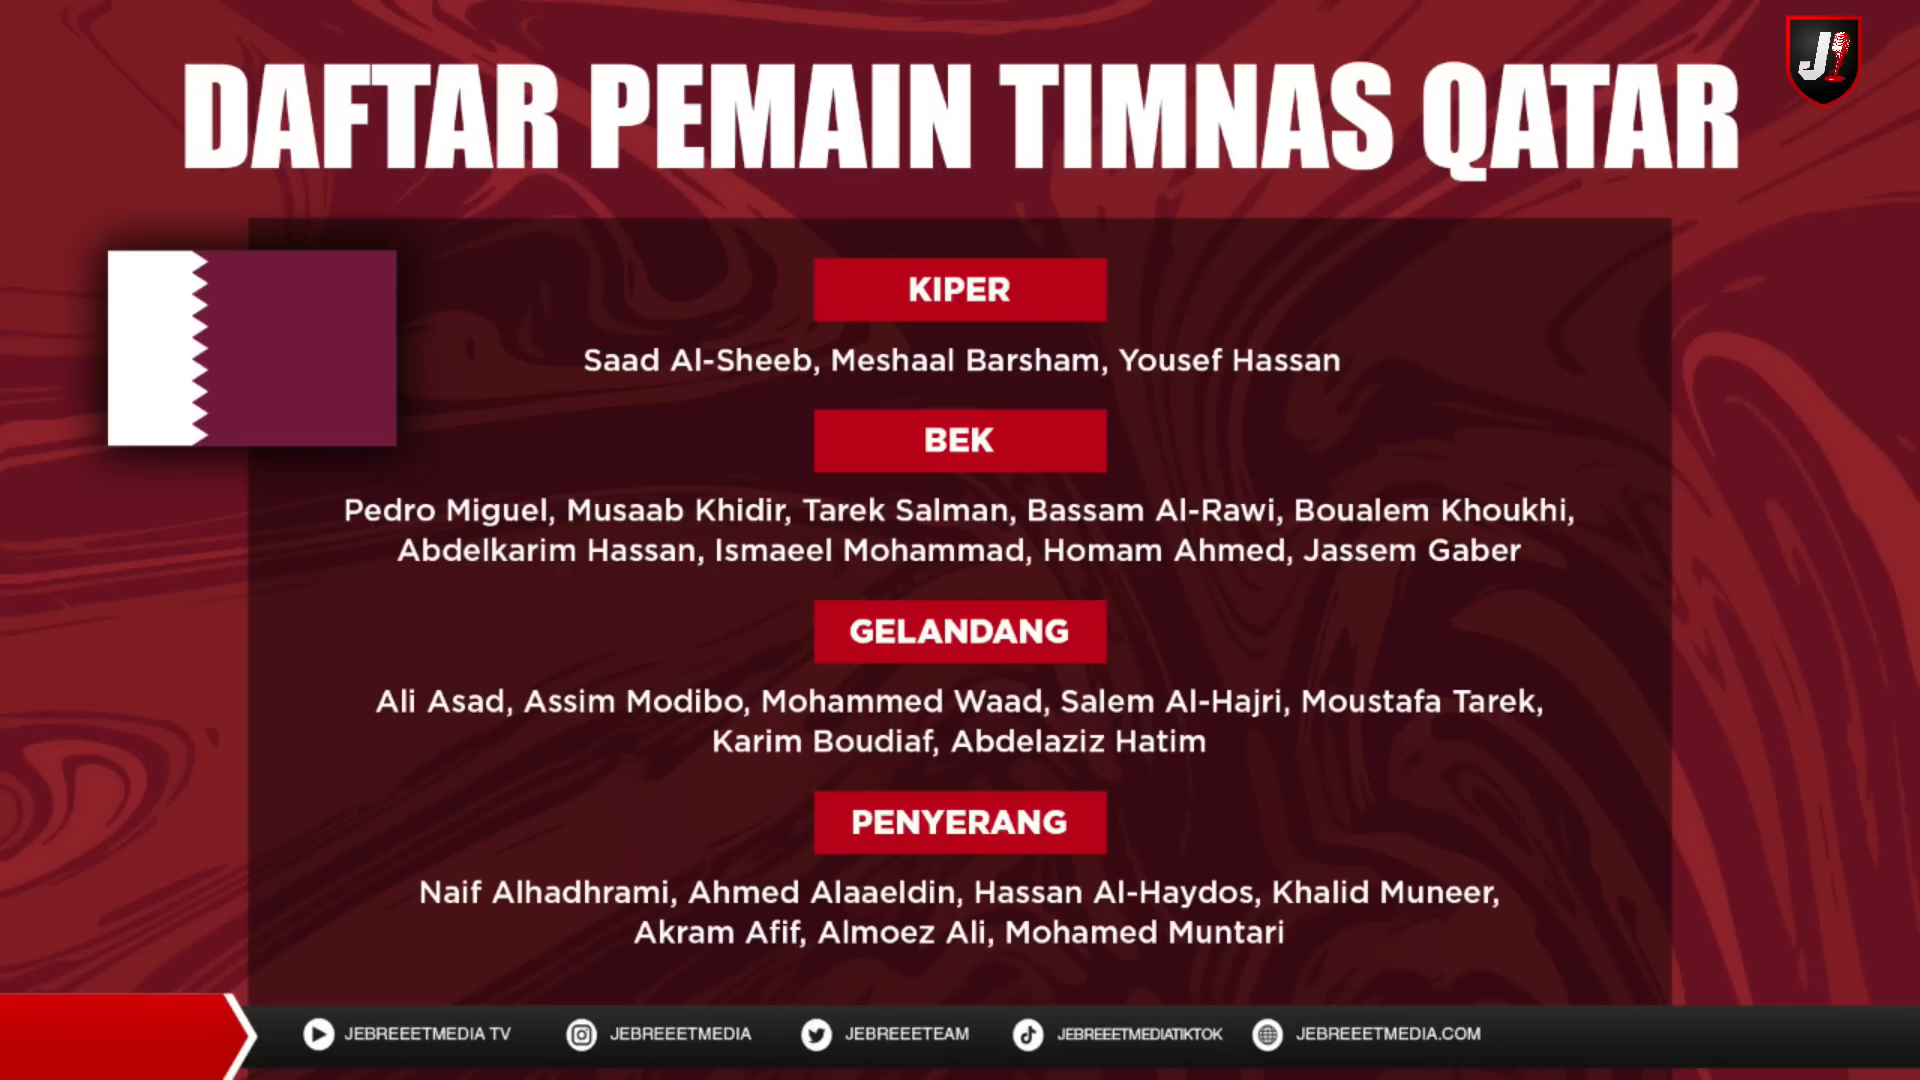 DAFTAR PEMAIN TIMNAS QATAR
J
KIPER
Saad Al-Sheeb, Meshaal Barsham, Yousef Hassan
BEK
Pedro Miguel, Musaab Khidir, Tarek Salman, Bassam Al-Rawi, Boualem Khoukhi,
Abdelkarim Hassan, Ismaeel Mohammad, Homam Ahmed, Jassem Gaber
GELANDANG
Ali Asad, Assim Modibo, Mohammed Waad, Salem Al-Hajri, Moustafa Tarek,
Karim Boudiaf, Abdelaziz Hatim
PENYERANG
Naif Alhadhrami, Ahmed Alaaeldin, Hassan Al-Haydos, Khalid Muneer,
Akram Afif, Almoez Ali, Mohamed Muntari
JEBREEETMEDIA TV JEBREEETMEDIA JEBREEETEAM JEBREEETMEDIATIKTOK JEBREEETMEDIA.COM